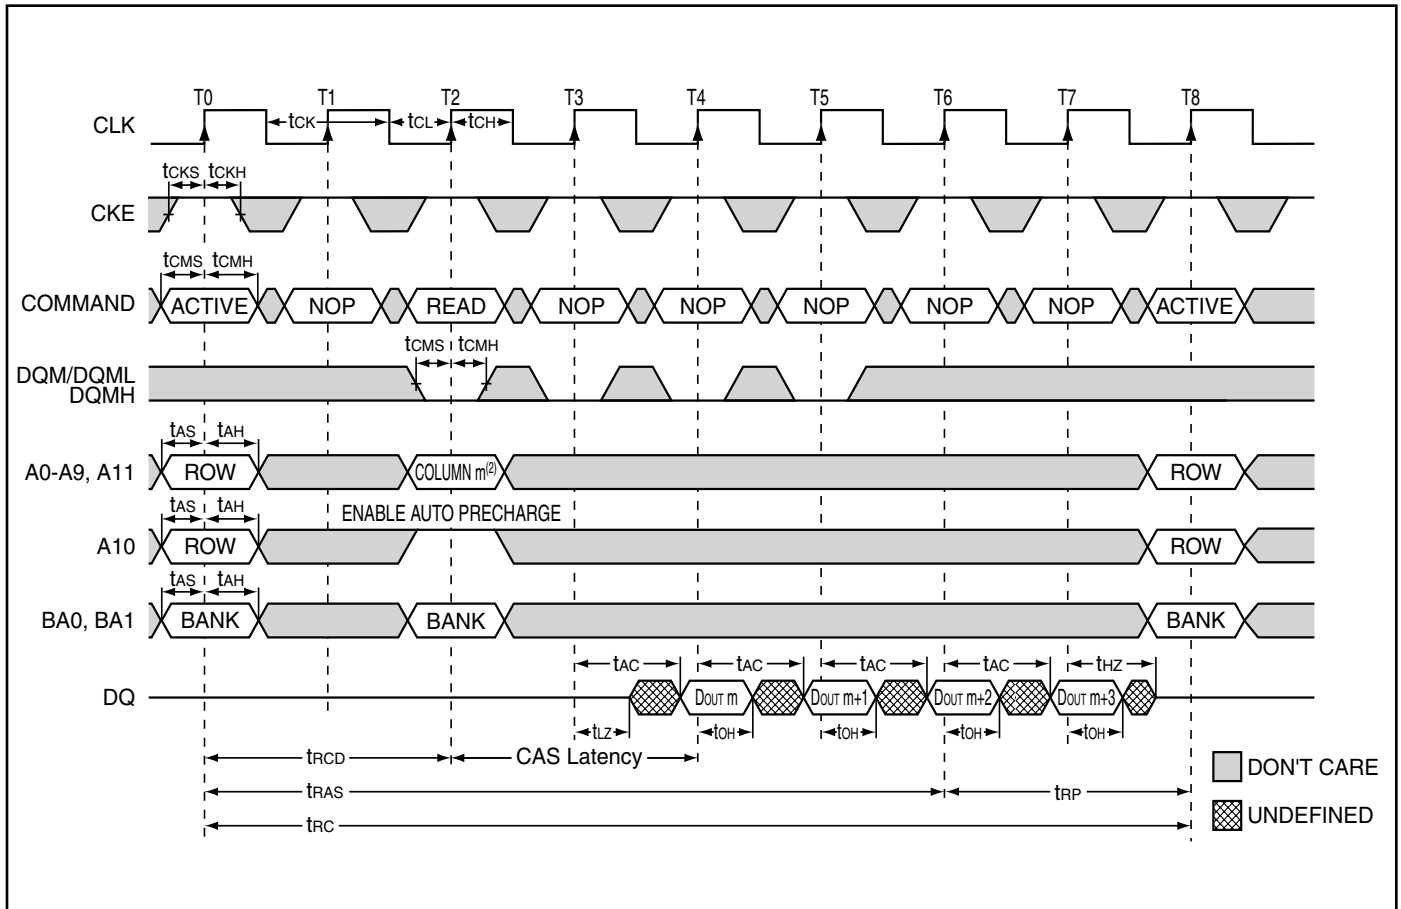 T0 T1 T2 T3 T4 T5 T6 T7 T8
CLK tCK tCL tCH
tCKS tCKH
CKE
tCMS tCMH
COMMAND ACTIVE NOP READ NOP NOP NOP NOP NOP ACTIVE
tCMS tCMH
DQM/DQML
DQMH
tAS tAH
A0-A9, A11 ROW COLUMN m(2) ROW
tAS tAH ENABLE AUTO PRECHARGE
A10 ROW ROW
tAS tAH
BA0, BA1 BANK BANK BANK
tAC tAC tAC tAC tHZ
DQ DOUT m DOUT m+1 DOUT m+2 DOUT m+3
tLZ tOH tOH tOH tOH
tRCD CAS Latency
DON'T CARE
tRAS tRP
UNDEFINED
tRC